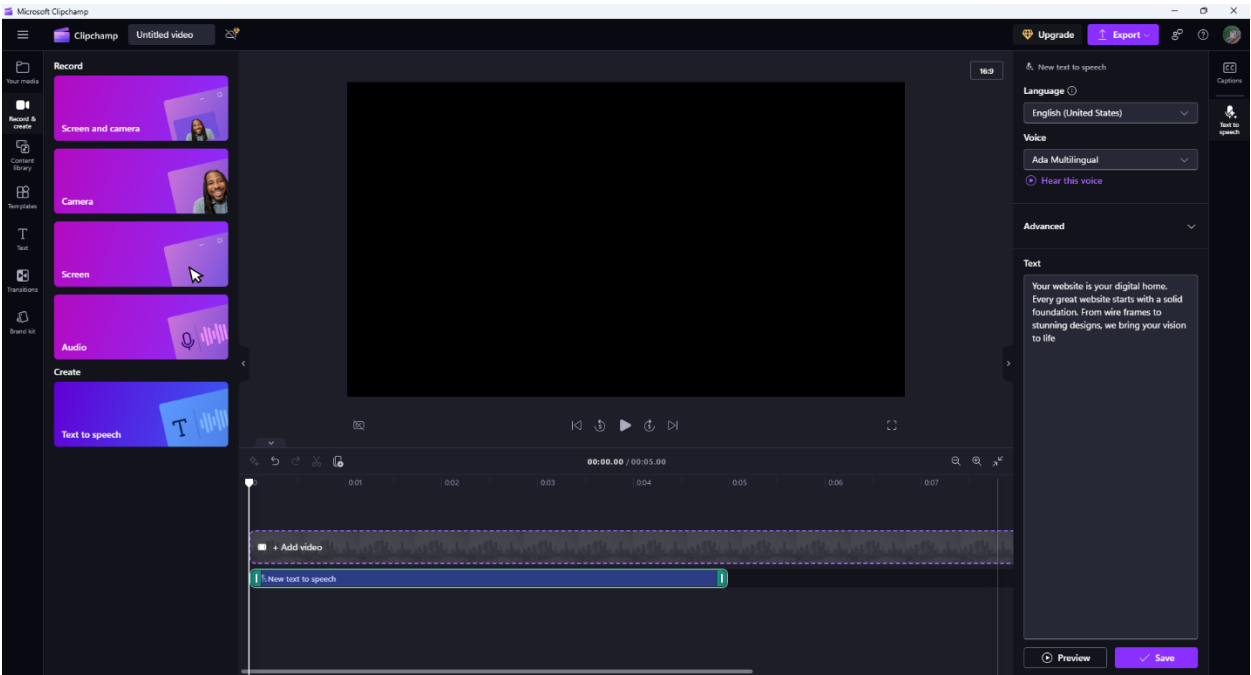 Microsoft Clipchamp
Clipchamp
Untitled video
Upgrade
Export
Your media
Record & create
Content library
Templates
Text
Transitions
Brand kit
Record
Screen and camera
Camera
Screen
Audio
Create
Text to speech
16:9
00:00.00 / 00:05.00
0
0:01
0:02
0:03
0:04
0:05
0:06
0:07
+ Add video
New text to speech
New text to speech
Language
English (United States)
Voice
Ada Multilingual
Hear this voice
Advanced
Text
Your website is your digital home.
Every great website starts with a solid
foundation. From wire frames to
stunning designs, we bring your vision
to life
Preview
Save
CC
Captions
Text to speech